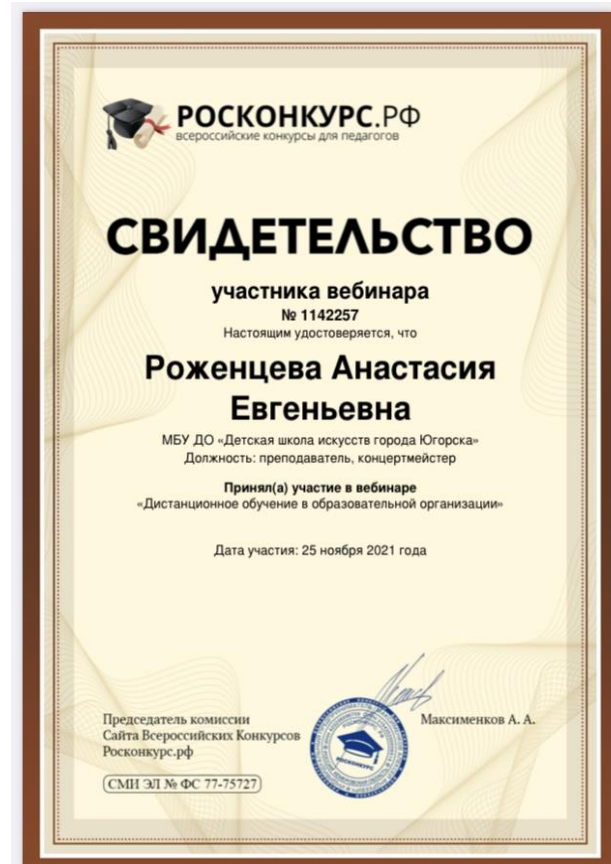 РОСКОНКУРС.РФ
всероссийские конкурсы для педагогов
СВИДЕТЕЛЬСТВО
участника вебинара
№ 1142257
Настоящим удостоверяется, что
Роженцева Анастасия
Евгеньевна
МБУ ДО «Детская школа искусств города Югорска»
Должность: преподаватель, концертмейстер
Принял(а) участие в вебинаре
«Дистанционное обучение в образовательной организации»
Дата участия: 25 ноября 2021 года
Председатель комиссии
Сайта Всероссийских Конкурсов
Росконкурс.рф
Максименков А. А.
СМИ ЭЛ № ФС 77-75727
РОСКОНКУРС